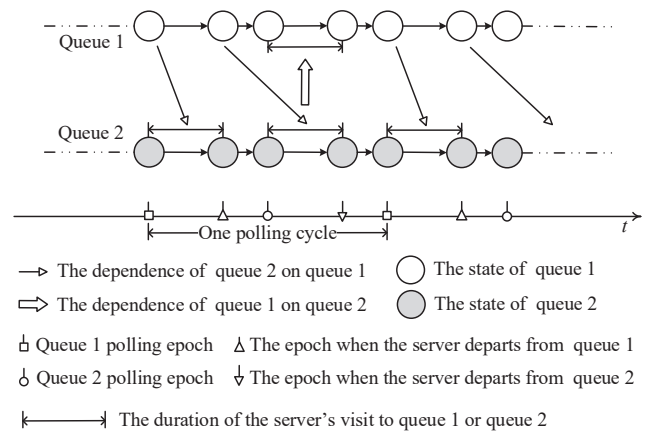 Queue 1
Queue 2
One polling cycle
t
The dependence of queue 2 on queue 1
The state of queue 1
The dependence of queue 1 on queue 2
The state of queue 2
Queue 1 polling epoch
The epoch when the server departs from queue 1
Queue 2 polling epoch
The epoch when the server departs from queue 2
The duration of the server's visit to queue 1 or queue 2